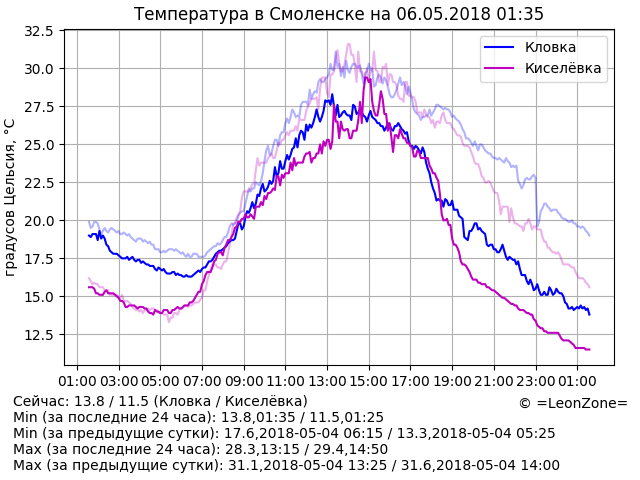 Температура в Смоленске на 06.05.2018 01:35
Кловка
Киселёвка
градусов Цельсия, °C
32.5
30.0
27.5
25.0
22.5
20.0
17.5
15.0
12.5
01:00 03:00 05:00 07:00 09:00 11:00 13:00 15:00 17:00 19:00 21:00 23:00 01:00
Сейчас: 13.8 / 11.5 (Кловка / Киселёвка)
© =LeonZone=
Min (за последние 24 часа): 13.8,01:35 / 11.5,01:25
Min (за предыдущие сутки): 17.6,2018-05-04 06:15 / 13.3,2018-05-04 05:25
Max (за последние 24 часа): 28.3,13:15 / 29.4,14:50
Max (за предыдущие сутки): 31.1,2018-05-04 13:25 / 31.6,2018-05-04 14:00